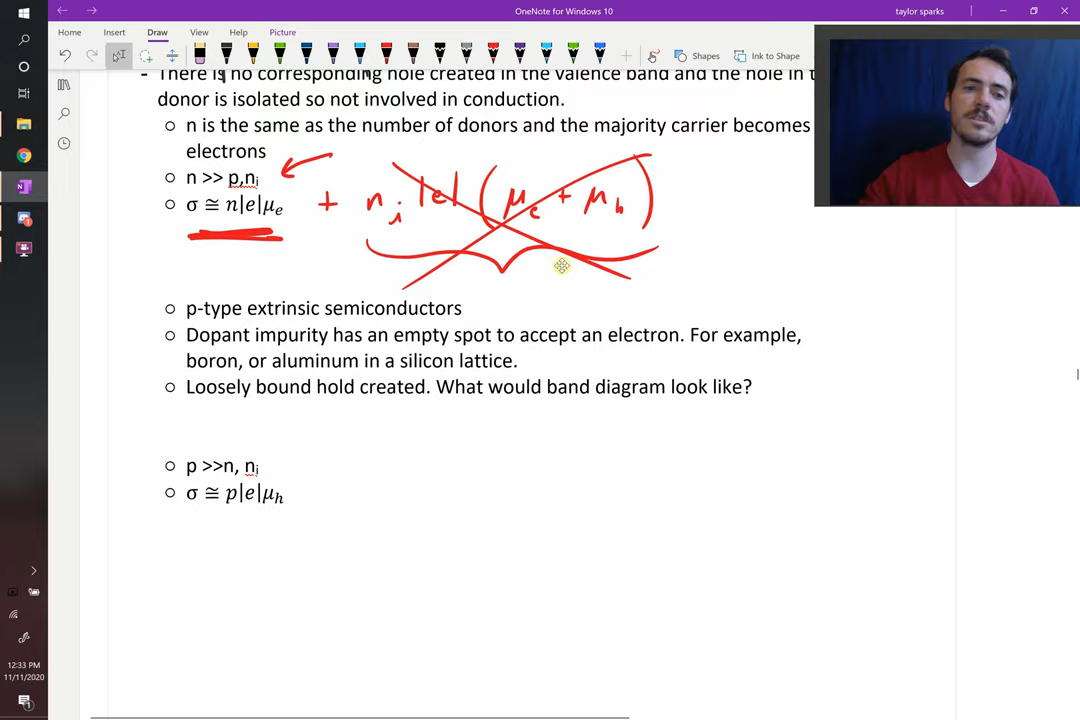 OneNote for Windows 10
taylor sparks
Home Insert Draw View Help Picture
Shapes
Ink to Shape
- There is no corresponding hole created in the valence band and the hole in t
donor is isolated so not involved in conduction.
○ n is the same as the number of donors and the majority carrier becomes
electrons
○ n >> p,nᵢ
○ σ ≅ n|e|μₑ + nᵢ |e| (μₑ + μₕ)
○ p-type extrinsic semiconductors
○ Dopant impurity has an empty spot to accept an electron. For example,
boron, or aluminum in a silicon lattice.
○ Loosely bound hold created. What would band diagram look like?
○ p >>n, nᵢ
○ σ ≅ p|e|μₕ
12:33 PM
11/11/2020